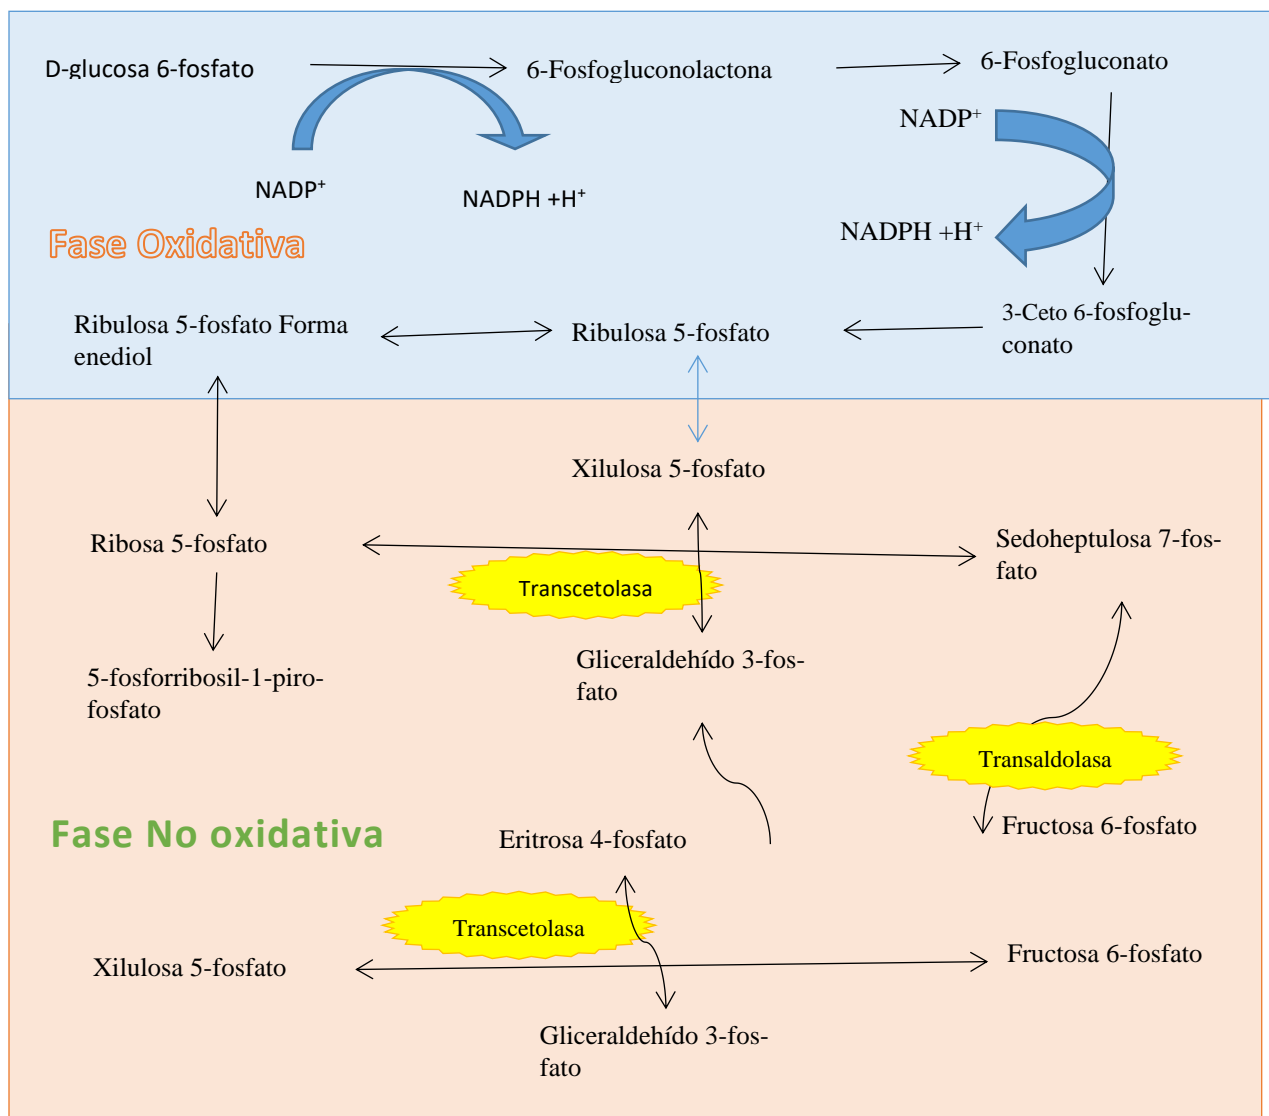 D-glucosa 6-fosfato
6-Fosfogluconolactona
6-Fosfogluconato
NADP⁺
NADPH +H⁺
NADP⁺
NADPH +H⁺
Fase Oxidativa
Ribulosa 5-fosfato Forma
enediol
Ribulosa 5-fosfato
3-Ceto 6-fosfoglu-
conato
Xilulosa 5-fosfato
Ribosa 5-fosfato
Sedoheptulosa 7-fos-
fato
Transcetolasa
5-fosforribosil-1-piro-
fosfato
Gliceraldehído 3-fos-
fato
Transaldolasa
Fase No oxidativa
Eritrosa 4-fosfato
Fructosa 6-fosfato
Transcetolasa
Xilulosa 5-fosfato
Fructosa 6-fosfato
Gliceraldehído 3-fos-
fato